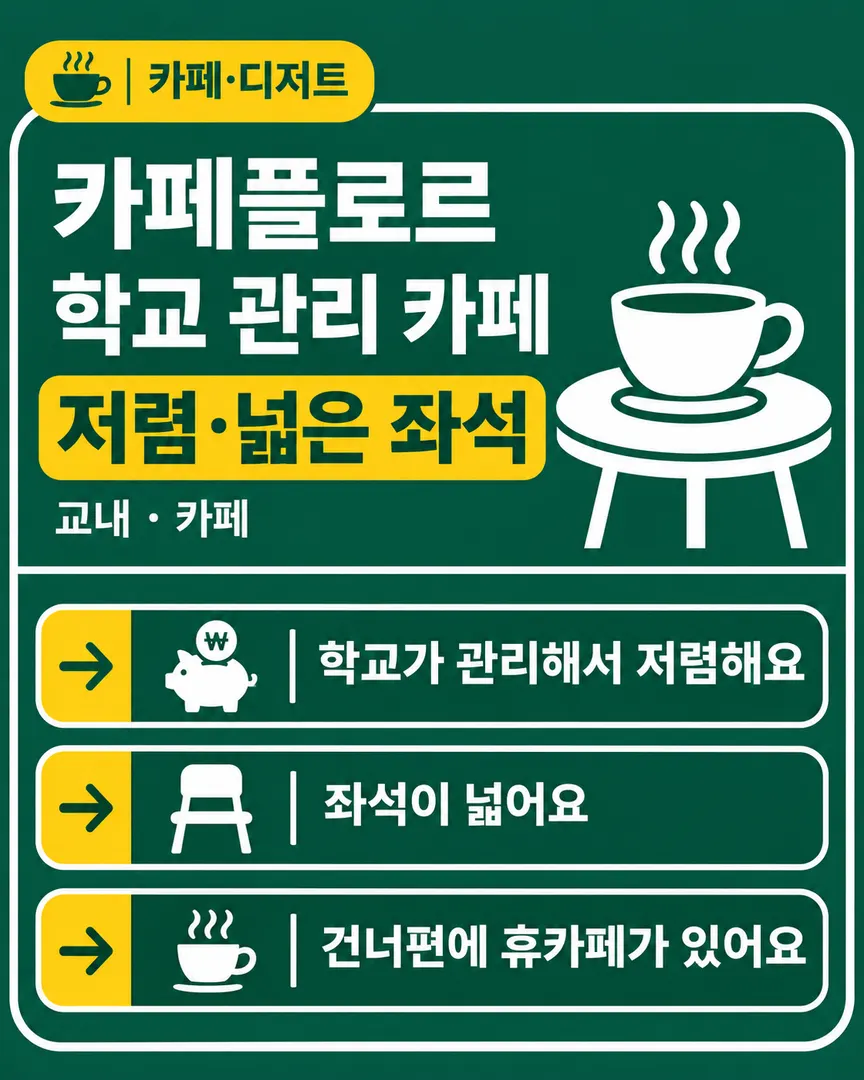 카페·디저트
카페플로르
학교 관리 카페
저렴·넓은 좌석
교내 · 카페
₩
학교가 관리해서 저렴해요
좌석이 넓어요
건너편에 휴카페가 있어요